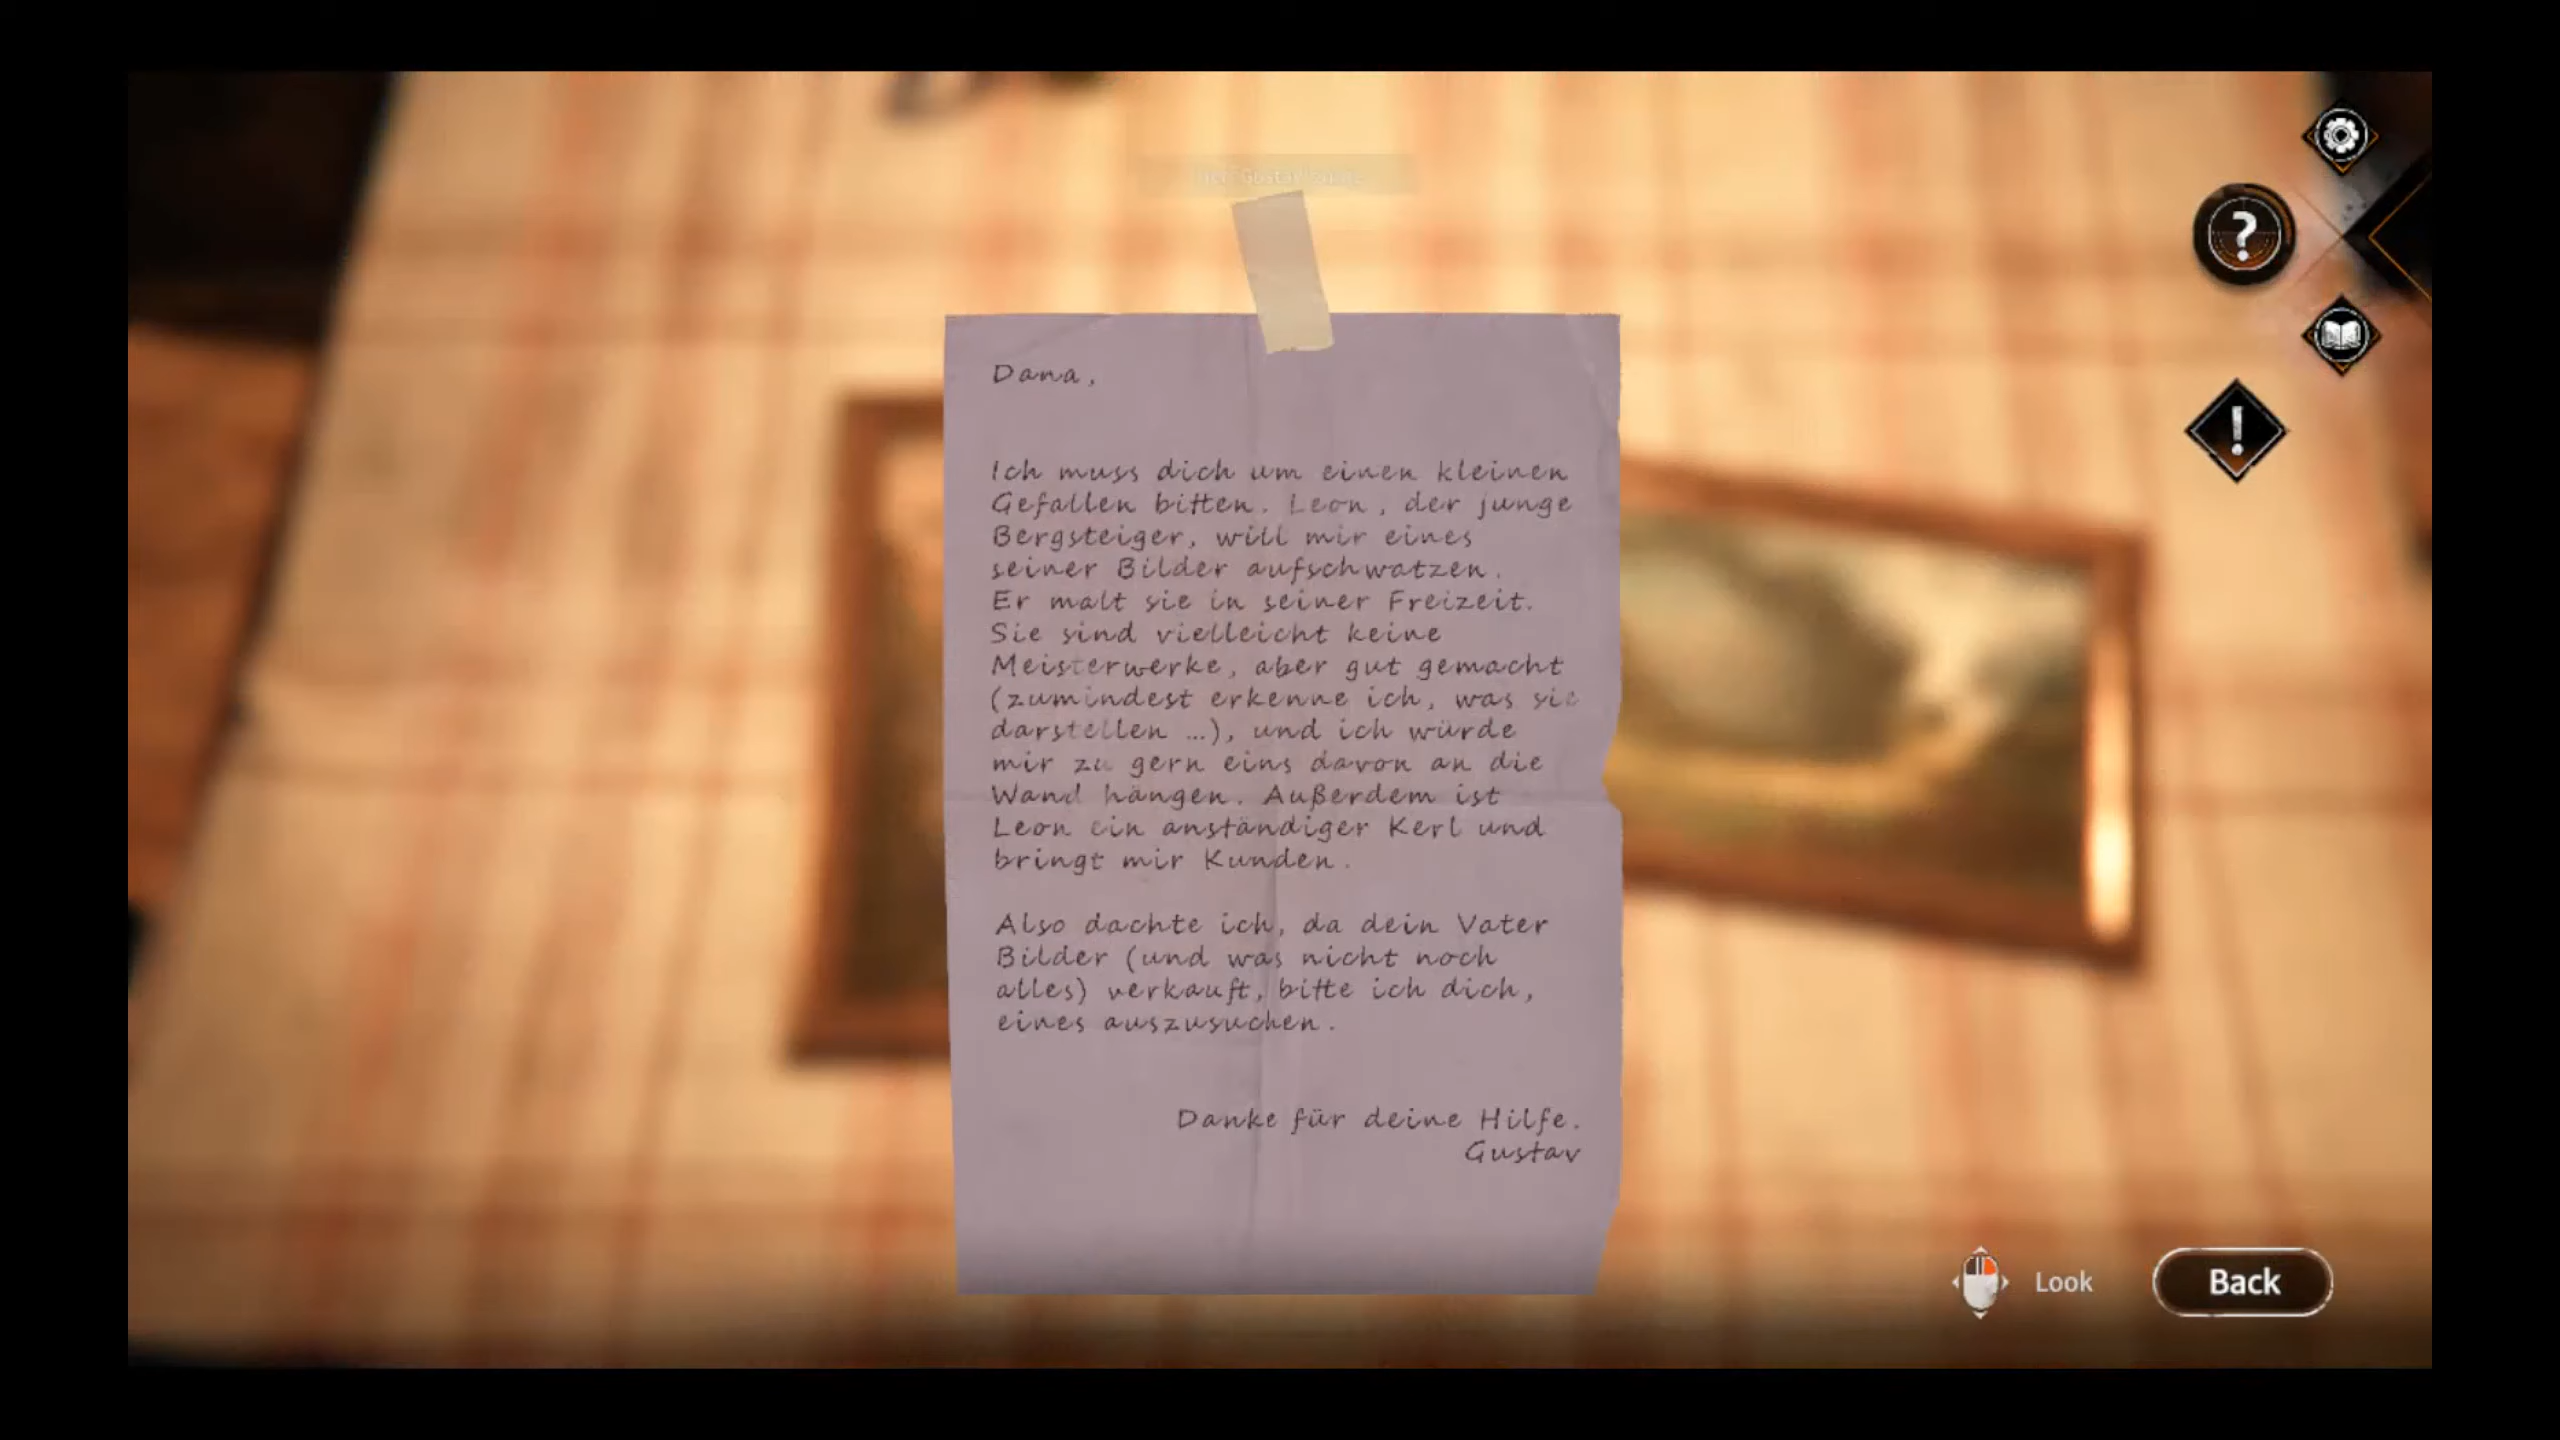 Dana,
Ich muss dich um einen kleinen
Gefallen bitten. Leon, der junge
Bergsteiger, will mir eines
seiner Bilder aufschwatzen.
Er malt sie in seiner Freizeit.
Sie sind vielleicht keine
Meisterwerke, aber gut gemacht
(zumindest erkenne ich, was sie
darstellen ...), und ich würde
mir zu gern eins davon an die
Wand hängen. Außerdem ist
Leon ein anständiger Kerl und
bringt mir Kunden.
Also dachte ich, da dein Vater
Bilder (und was nicht noch
alles) verkauft, bitte ich dich,
eines auszusuchen.
Danke für deine Hilfe.
Gustav
Look
Back